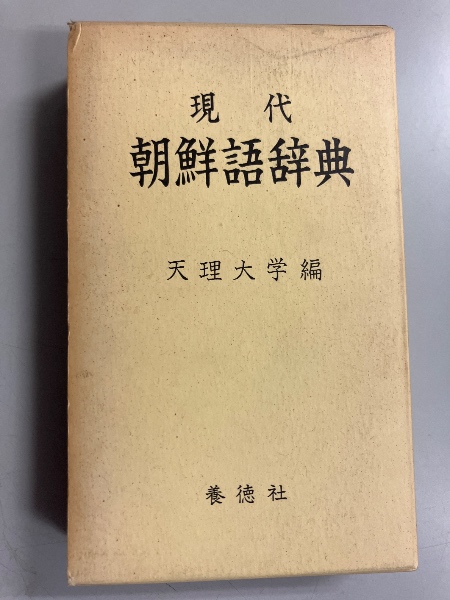 現代
朝鮮語辞典
天理大学編
養徳社